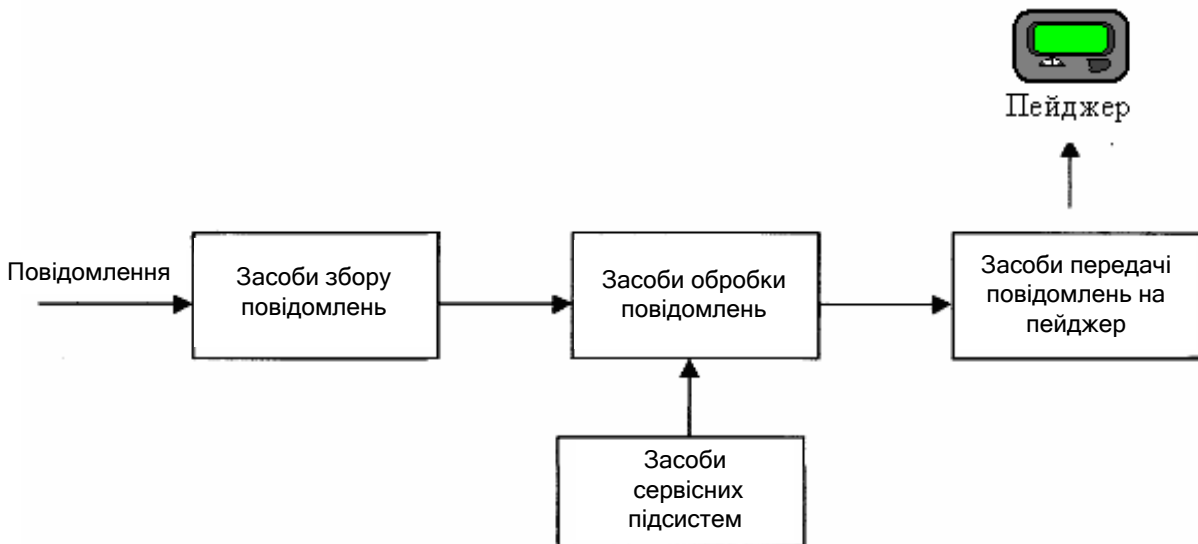 Пейджер
Повідомлення
Засоби збору
повідомлень
Засоби обробки
повідомлень
Засоби передачі
повідомлень на
пейджер
Засоби
сервісних
підсистем